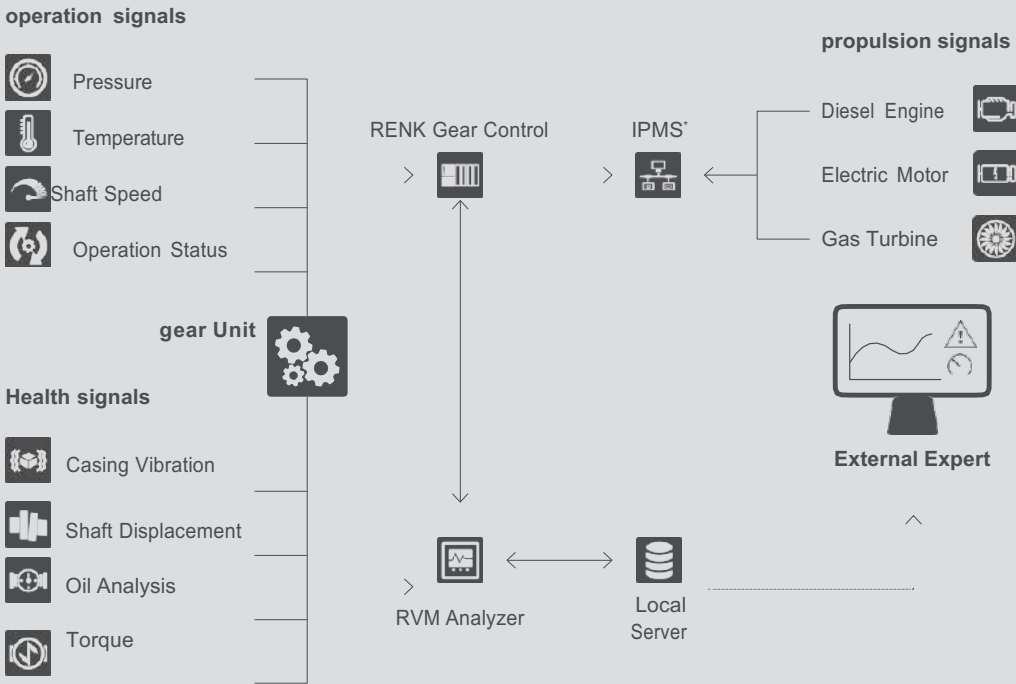 operation signals
Pressure
Temperature
Shaft Speed
Operation Status
gear Unit
Health signals
Casing Vibration
Shaft Displacement
Oil Analysis
Torque
RENK Gear Control
IPMS*
RVM Analyzer
Local
Server
propulsion signals
Diesel Engine
Electric Motor
Gas Turbine
External Expert